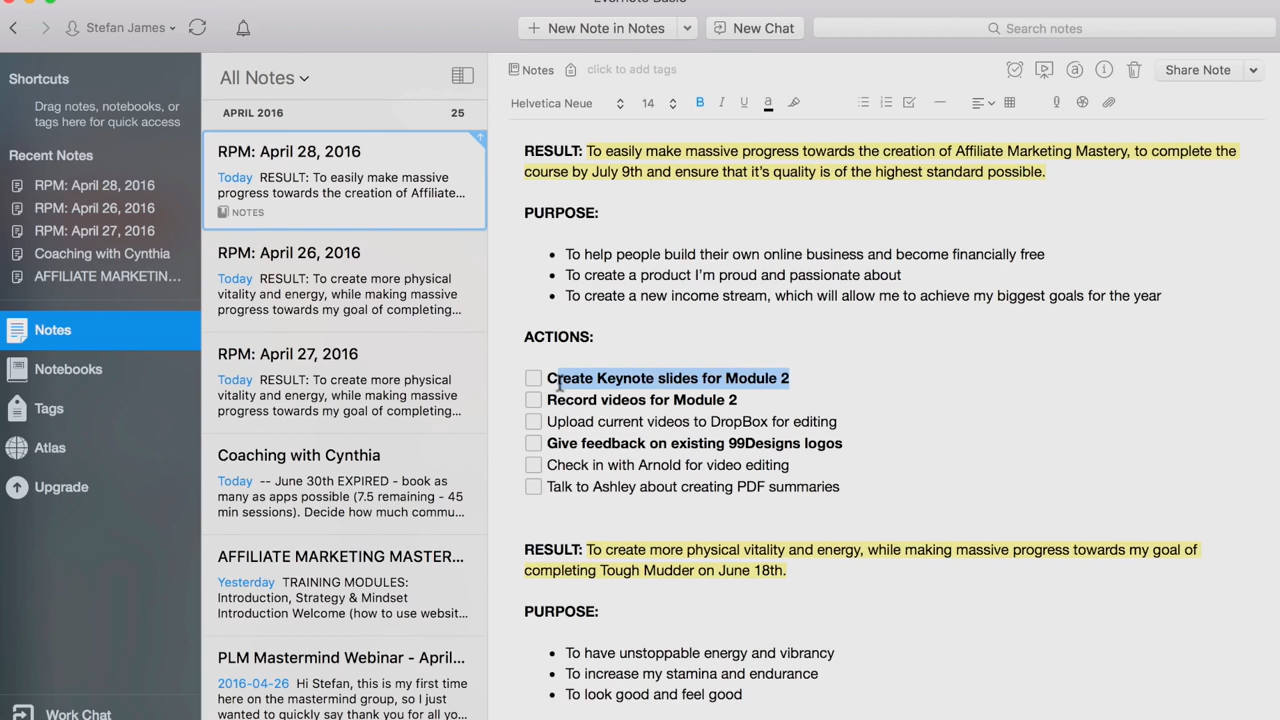 Stefan James
New Note in Notes
New Chat
Search notes
Shortcuts
Drag notes, notebooks, or
tags here for quick access
Recent Notes
RPM: April 28, 2016
RPM: April 26, 2016
RPM: April 27, 2016
Coaching with Cynthia
AFFILIATE MARKETIN...
Notes
Notebooks
Tags
Atlas
Upgrade
Work Chat
All Notes
APRIL 2016 25
RPM: April 28, 2016
Today RESULT: To easily make massive
progress towards the creation of Affiliate...
NOTES
RPM: April 26, 2016
Today RESULT: To create more physical
vitality and energy, while making massive
progress towards my goal of completing...
RPM: April 27, 2016
Today RESULT: To create more physical
vitality and energy, while making massive
progress towards my goal of completing...
Coaching with Cynthia
Today -- June 30th EXPIRED - book as
many as apps possible (7.5 remaining - 45
min sessions). Decide how much commu...
AFFILIATE MARKETING MASTER...
Yesterday TRAINING MODULES:
Introduction, Strategy & Mindset
Introduction Welcome (how to use websit...
PLM Mastermind Webinar - April...
2016-04-26 Hi Stefan, this is my first time
here on the mastermind group, so I just
wanted to quickly say thank you for all yo...
Notes click to add tags
Share Note
Helvetica Neue 14 B I U a
RESULT: To easily make massive progress towards the creation of Affiliate Marketing Mastery, to complete the
course by July 9th and ensure that it's quality is of the highest standard possible.
PURPOSE:
• To help people build their own online business and become financially free
• To create a product I'm proud and passionate about
• To create a new income stream, which will allow me to achieve my biggest goals for the year
ACTIONS:
Create Keynote slides for Module 2
Record videos for Module 2
Upload current videos to DropBox for editing
Give feedback on existing 99Designs logos
Check in with Arnold for video editing
Talk to Ashley about creating PDF summaries
RESULT: To create more physical vitality and energy, while making massive progress towards my goal of
completing Tough Mudder on June 18th.
PURPOSE:
• To have unstoppable energy and vibrancy
• To increase my stamina and endurance
• To look good and feel good